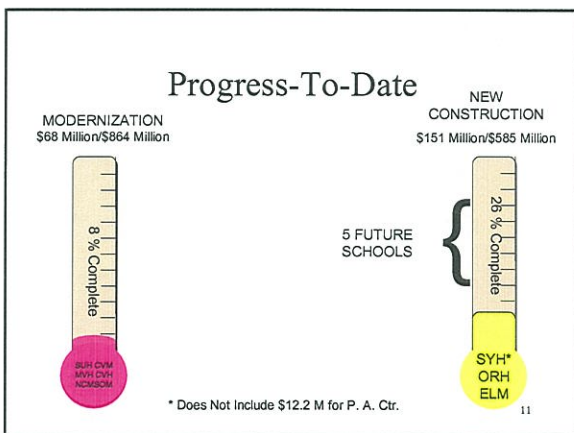 Progress-To-Date
MODERNIZATION
$68 Million/$864 Million
8 % Complete
SUH CVM
MVH CVH
NCMSOM
NEW
CONSTRUCTION
$151 Million/$585 Million
26 % Complete
5 FUTURE
SCHOOLS
SYH*
ORH
ELM
* Does Not Include $12.2 M for P. A. Ctr.
11